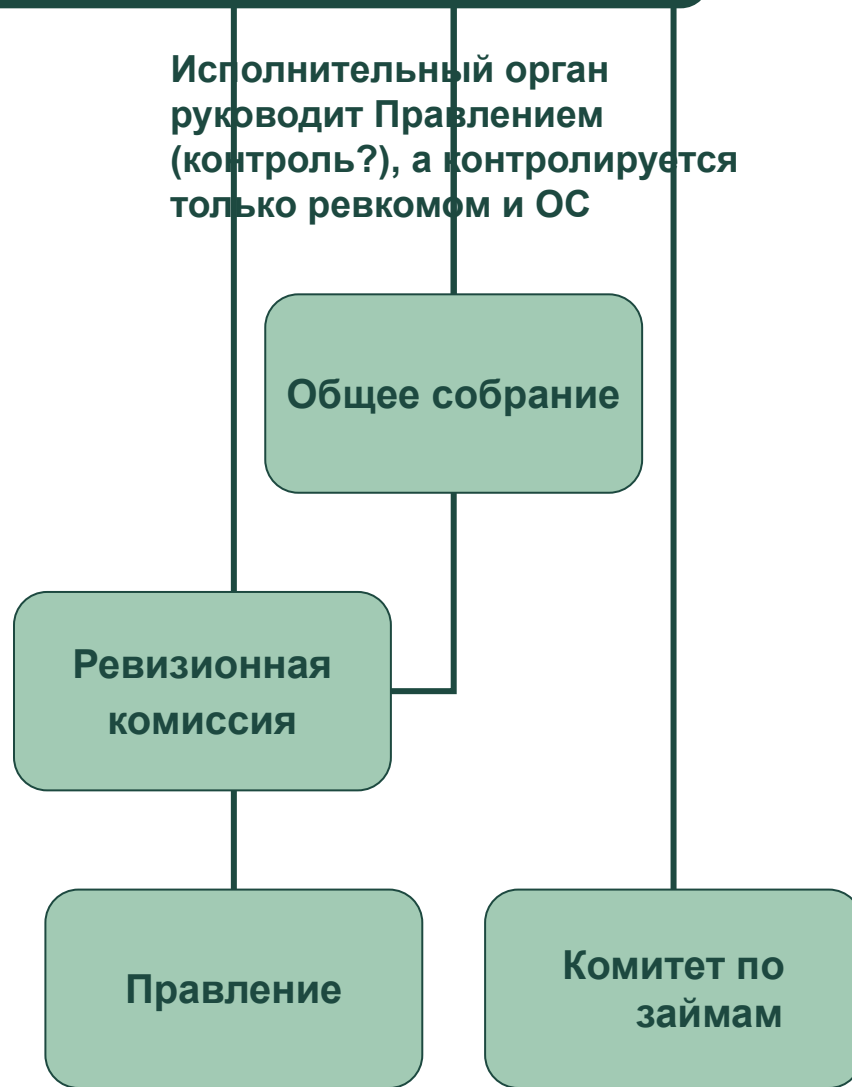 Исполнительный орган
руководит Правлением
(контроль?), а контролируется
только ревкомом и ОС
Общее собрание
Ревизионная
комиссия
Правление
Комитет по
займам